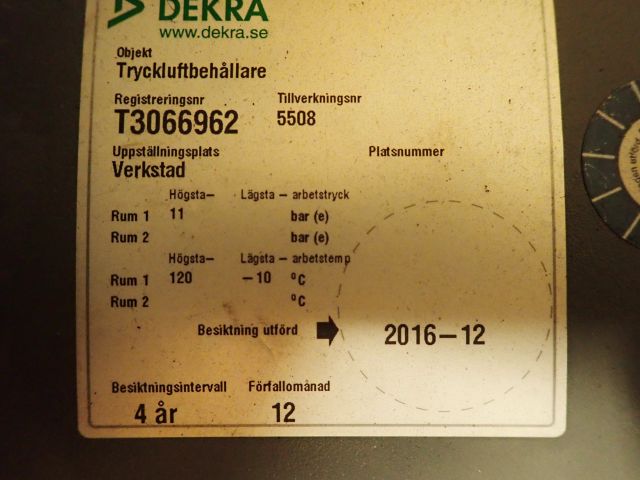 DEKRA
www.dekra.se
Objekt
Tryckluftbehållare
Registreringsnr Tillverkningsnr
T3066962 5508
Uppställningsplats Platsnummer
Verkstad
Högsta– Lägsta – arbetstryck
Rum 1 11 bar (e)
Rum 2 bar (e)
Högsta– Lägsta – arbetstemp
Rum 1 120 –10 °C
Rum 2 °C
Besiktning utförd 2016–12
Besiktningsintervall Förfallomånad
4 år 12